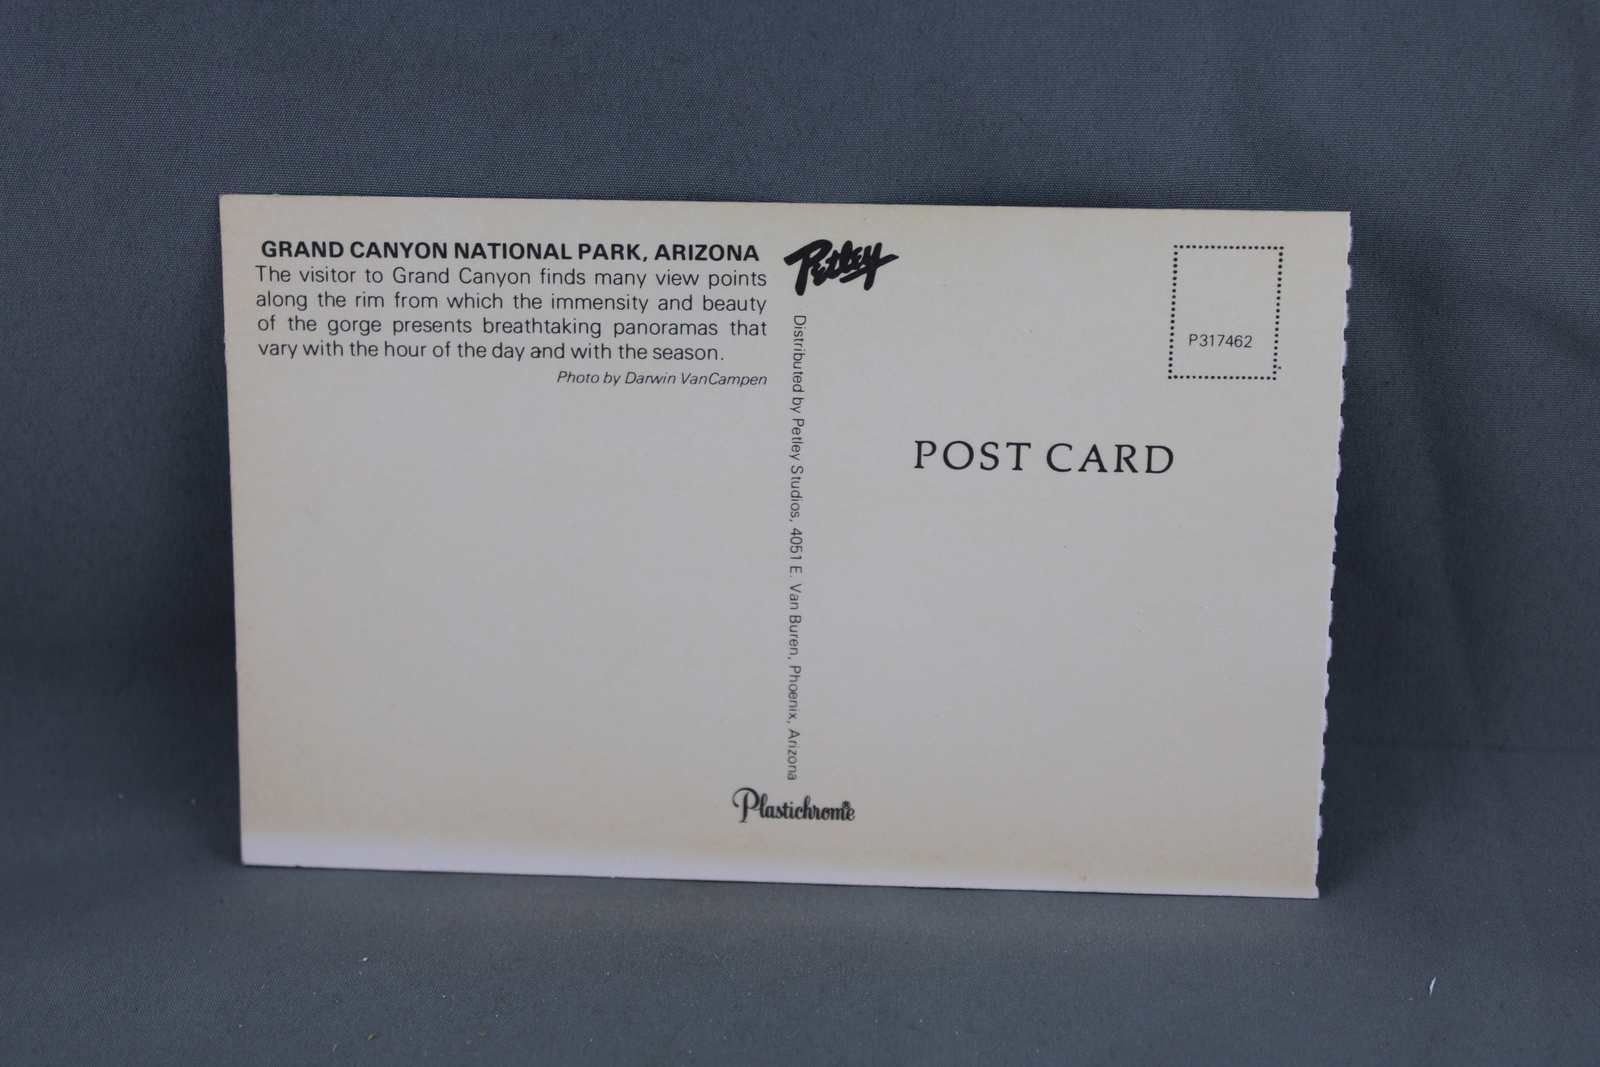 GRAND CANYON NATIONAL PARK, ARIZONA
The visitor to Grand Canyon finds many view points
along the rim from which the immensity and beauty
of the gorge presents breathtaking panoramas that
vary with the hour of the day and with the season.
Photo by Darwin VanCampen
Petley
Distributed by Petley Studios, 4051 E. Van Buren, Phoenix, Arizona
Plastichrome®
P317462
POST CARD